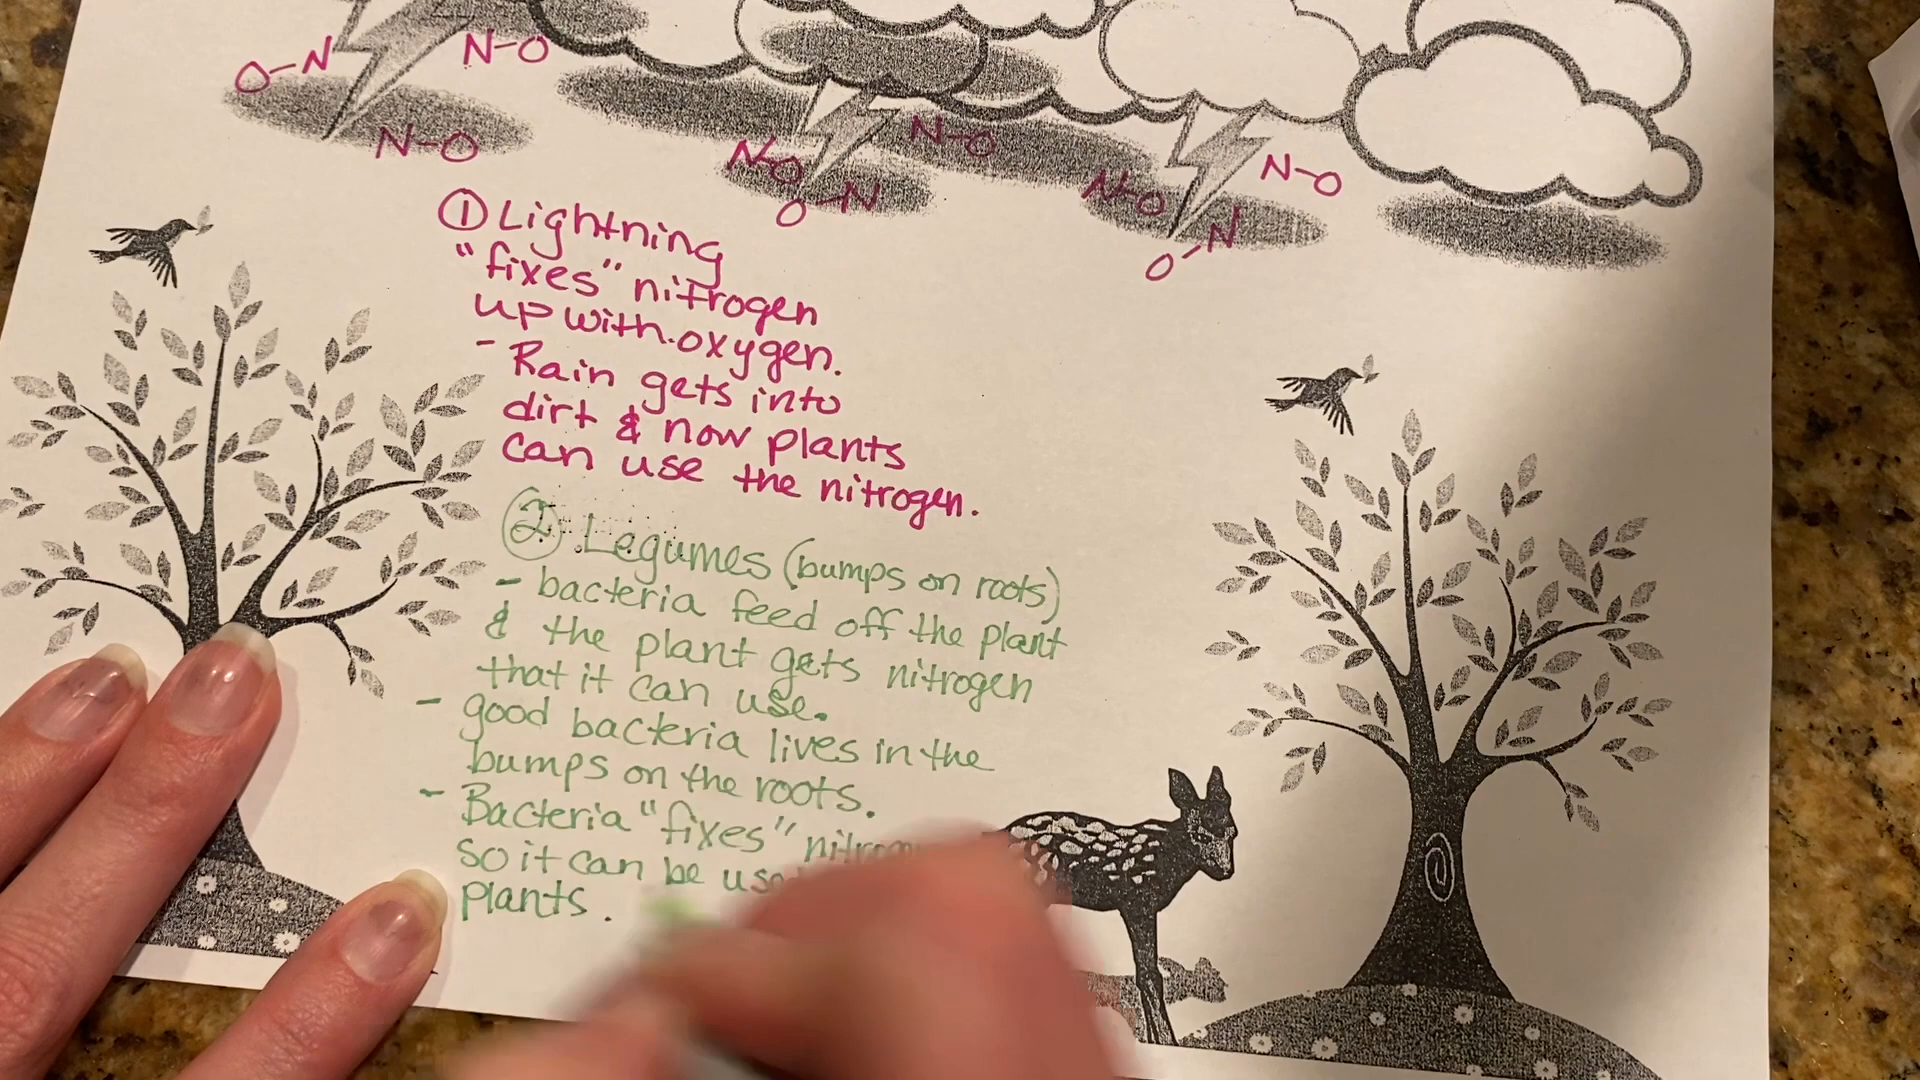 O-N N-O
N-O
N-O N-O
O-N
N-O N-O
O-N
① Lightning
"fixes" nitrogen
up with oxygen.
- Rain gets into
dirt & now plants
can use the nitrogen.
② Legumes (bumps on roots)
- bacteria feed off the plant
& the plant gets nitrogen
that it can use.
- good bacteria lives in the
bumps on the roots.
- Bacteria "fixes"
so it can be
plants.